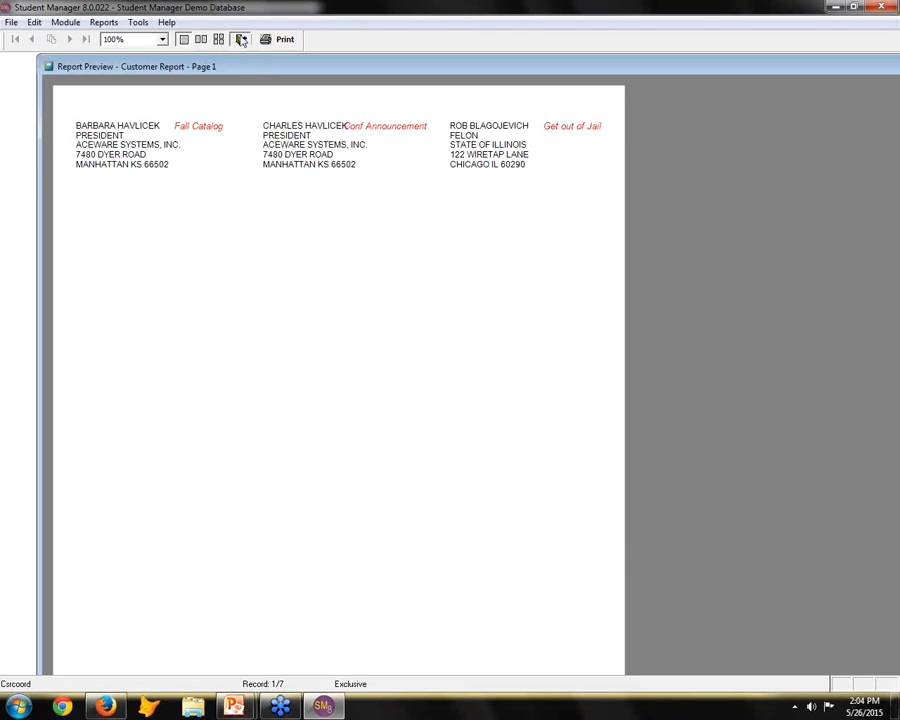 Student Manager 8.0.022 - Student Manager Demo Database
File Edit Module Reports Tools Help
100% Print
Report Preview - Customer Report - Page 1
BARBARA HAVLICEK Fall Catalog
PRESIDENT
ACEWARE SYSTEMS, INC.
7480 DYER ROAD
MANHATTAN KS 66502
CHARLES HAVLICEK Conf Announcement
PRESIDENT
ACEWARE SYSTEMS, INC.
7480 DYER ROAD
MANHATTAN KS 66502
ROB BLAGOJEVICH Get out of Jail
FELON
STATE OF ILLINOIS
122 WIRETAP LANE
CHICAGO IL 60290
Csrcoord Record: 1/7 Exclusive
SM8
2:04 PM
5/26/2015